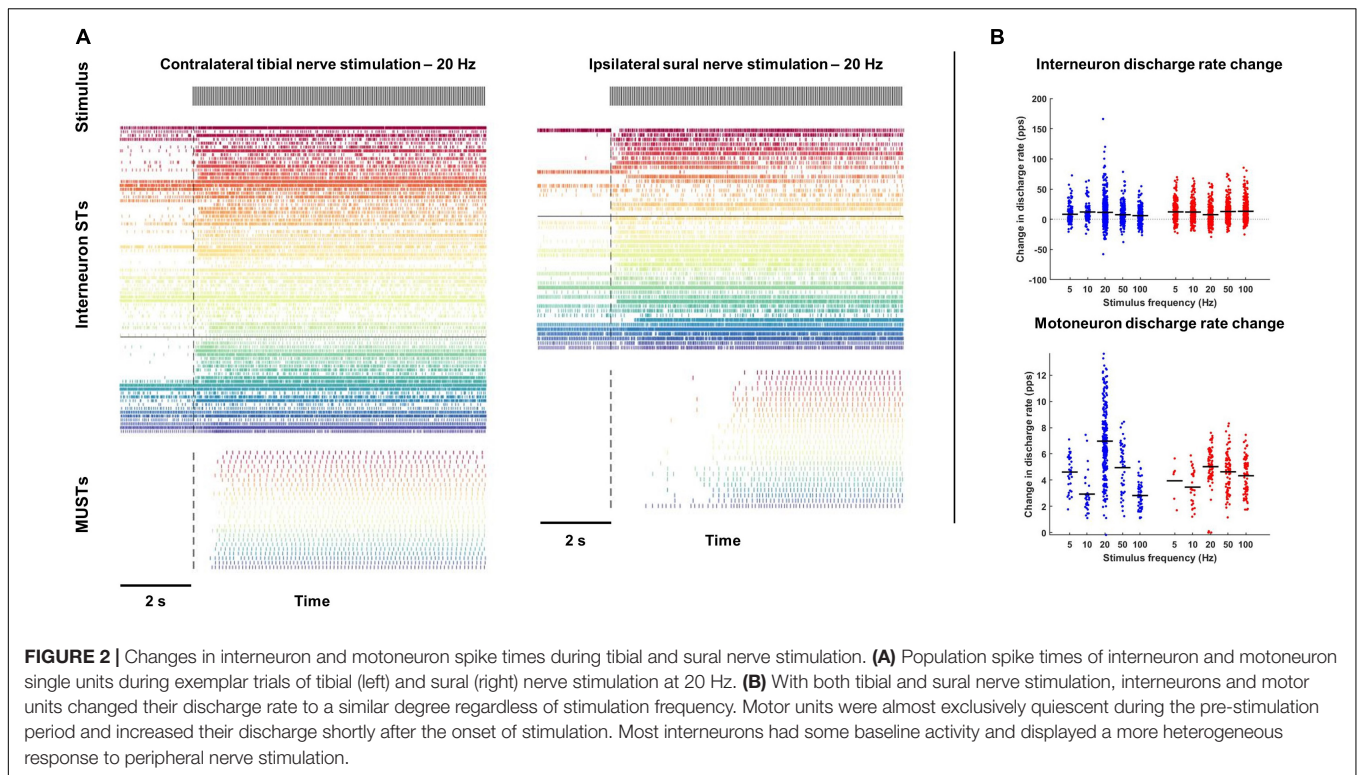 A
Contralateral tibial nerve stimulation – 20 Hz
Ipsilateral sural nerve stimulation – 20 Hz
Stimulus
Interneuron STs
MUSTs
2 s
Time
2 s
Time
B
Interneuron discharge rate change
Change in discharge rate (pps)
200
150
100
50
0
-50
-100
5 10 20 50 100 5 10 20 50 100
Stimulus frequency (Hz)
Motoneuron discharge rate change
Change in discharge rate (pps)
12
10
8
6
4
2
0
5 10 20 50 100 5 10 20 50 100
Stimulus frequency (Hz)
FIGURE 2 | Changes in interneuron and motoneuron spike times during tibial and sural nerve stimulation. (A) Population spike times of interneuron and motoneuron
single units during exemplar trials of tibial (left) and sural (right) nerve stimulation at 20 Hz. (B) With both tibial and sural nerve stimulation, interneurons and motor
units changed their discharge rate to a similar degree regardless of stimulation frequency. Motor units were almost exclusively quiescent during the pre-stimulation
period and increased their discharge shortly after the onset of stimulation. Most interneurons had some baseline activity and displayed a more heterogeneous
response to peripheral nerve stimulation.